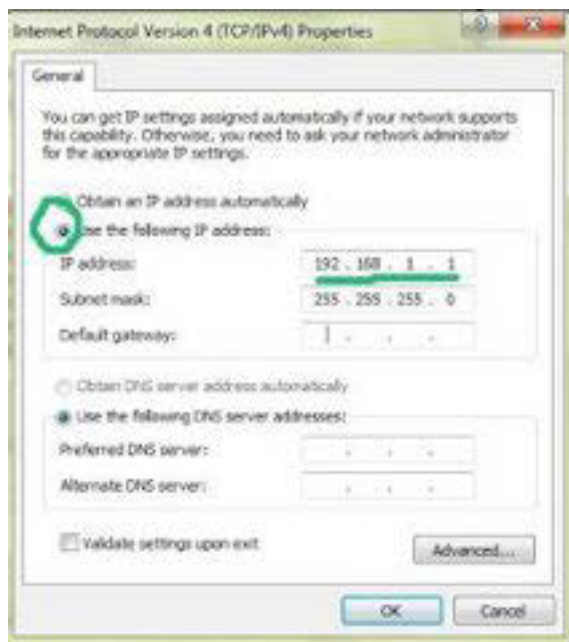 Internet Protocol Version 4 (TCP/IPv4) Properties
General
You can get IP settings assigned automatically if your network supports
this capability. Otherwise, you need to ask your network administrator
for the appropriate IP settings.
Obtain an IP address automatically
Use the following IP address:
IP address: 192 . 168 . 1 . 1
Subnet mask: 255 . 255 . 255 . 0
Default gateway: . . .
Obtain DNS server address automatically
Use the following DNS server addresses:
Preferred DNS server: . . .
Alternate DNS server: . . .
Validate settings upon exit
Advanced...
OK Cancel